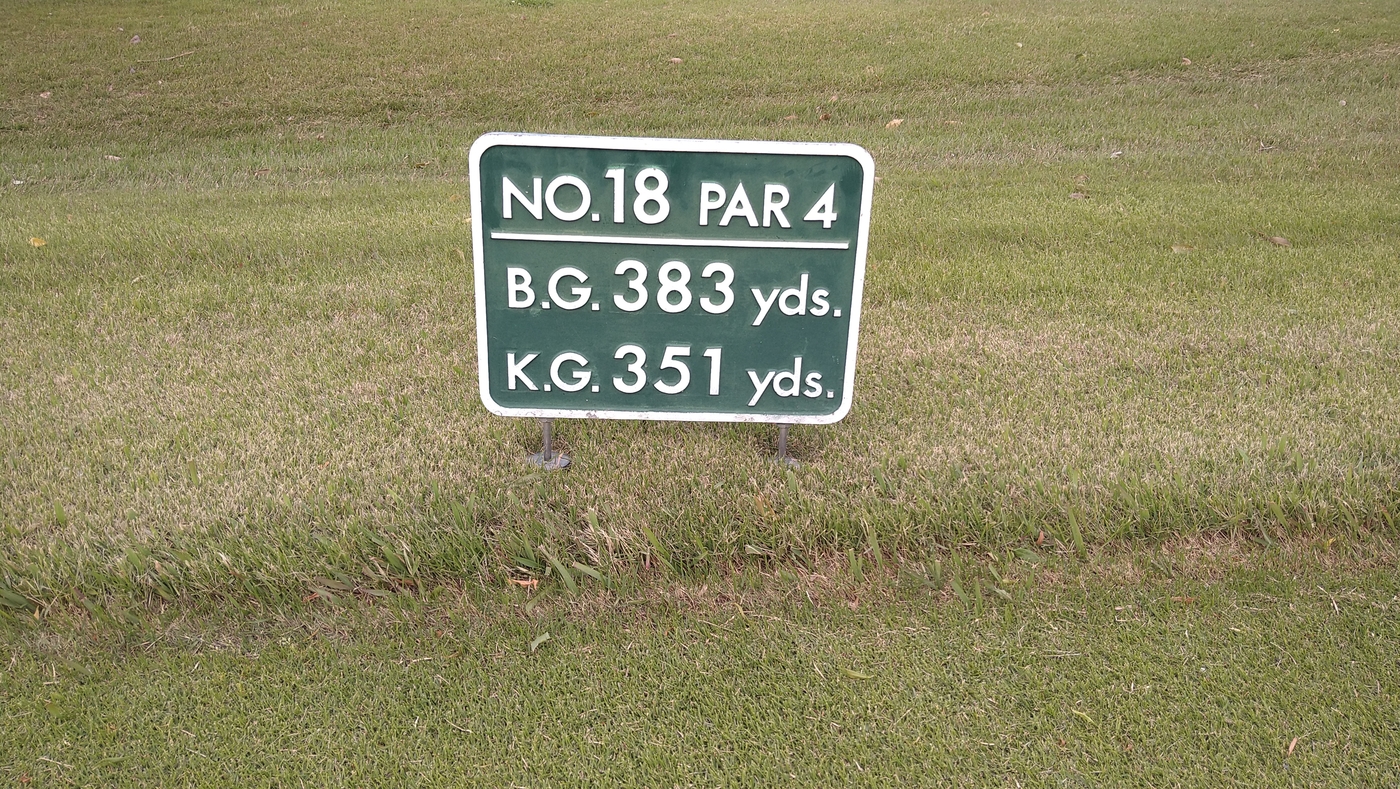 NO.18 PAR 4
B.G. 383 yds.
K.G. 351 yds.